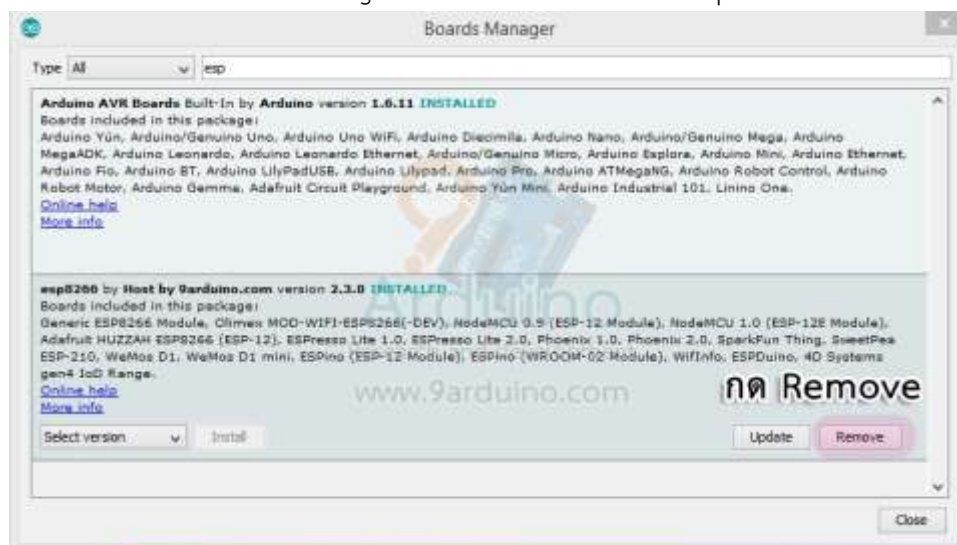 Boards Manager
Type All esp
Arduino AVR Boards Built-In by Arduino version 1.6.11 INSTALLED
Boards included in this package:
Arduino Yún, Arduino/Genuino Uno, Arduino Uno WiFi, Arduino Diecimila, Arduino Nano, Arduino/Genuino Mega, Arduino
MegaADK, Arduino Leonardo, Arduino Leonardo Ethernet, Arduino/Genuino Micro, Arduino Esplora, Arduino Mini, Arduino Ethernet,
Arduino Fio, Arduino BT, Arduino LilyPadUSB, Arduino Lilypad, Arduino Pro, Arduino ATMegaNG, Arduino Robot Control, Arduino
Robot Motor, Arduino Gemma, Adafruit Circuit Playground, Arduino Yún Mini, Arduino Industrial 101, Linino One.
Online help
More info
esp8266 by Host by 9arduino.com version 2.3.0 INSTALLED
Arduino
Boards included in this package:
Generic ESP8266 Module, Olimex MOD-WIFI-ESP8266(-DEV), NodeMCU 0.9 (ESP-12 Module), NodeMCU 1.0 (ESP-12E Module),
Adafruit HUZZAH ESP8266 (ESP-12), ESPresso Lite 1.0, ESPresso Lite 2.0, Phoenix 1.0, Phoenix 2.0, SparkFun Thing, SweetPea
ESP-210, WeMos D1, WeMos D1 mini, ESPino (ESP-12 Module), ESPino (WROOM-02 Module), WifInfo, ESPDuino, 4D Systems
gen4 IoD Range.
Online help
www.9arduino.com
กด Remove
More info
Select version Install Update Remove
Close